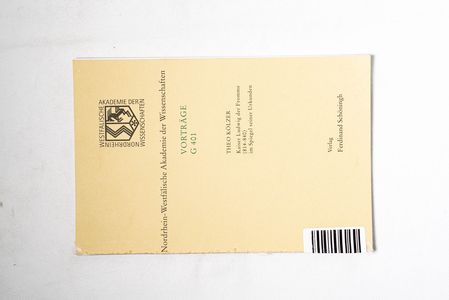 WESTFÄLISCHE
AKADEMIE DER
WISSENSCHAFTEN
NORDRHEIN
Nordrhein-Westfälische Akademie der Wissenschaften
VORTRÄGE
G 401
THEO KÖLZER
Kaiser Ludwig der Fromme
(814-840)
im Spiegel seiner Urkunden
Verlag
Ferdinand Schöningh